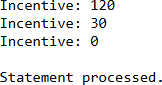 Incentive: 120
Incentive: 30
Incentive: 0
Statement processed.